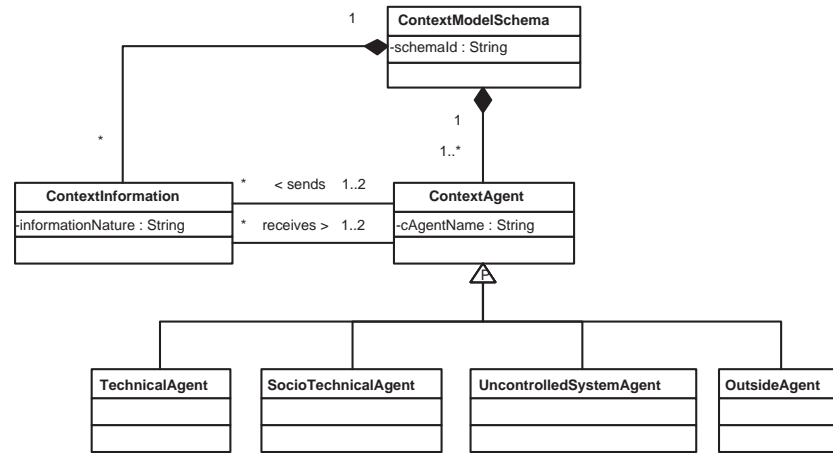 1
ContextModelSchema
-schemaId : String
1
*
1..*
ContextInformation
-informationNature : String
* < sends 1..2
* receives > 1..2
ContextAgent
-cAgentName : String
P
TechnicalAgent
SocioTechnicalAgent
UncontrolledSystemAgent
OutsideAgent